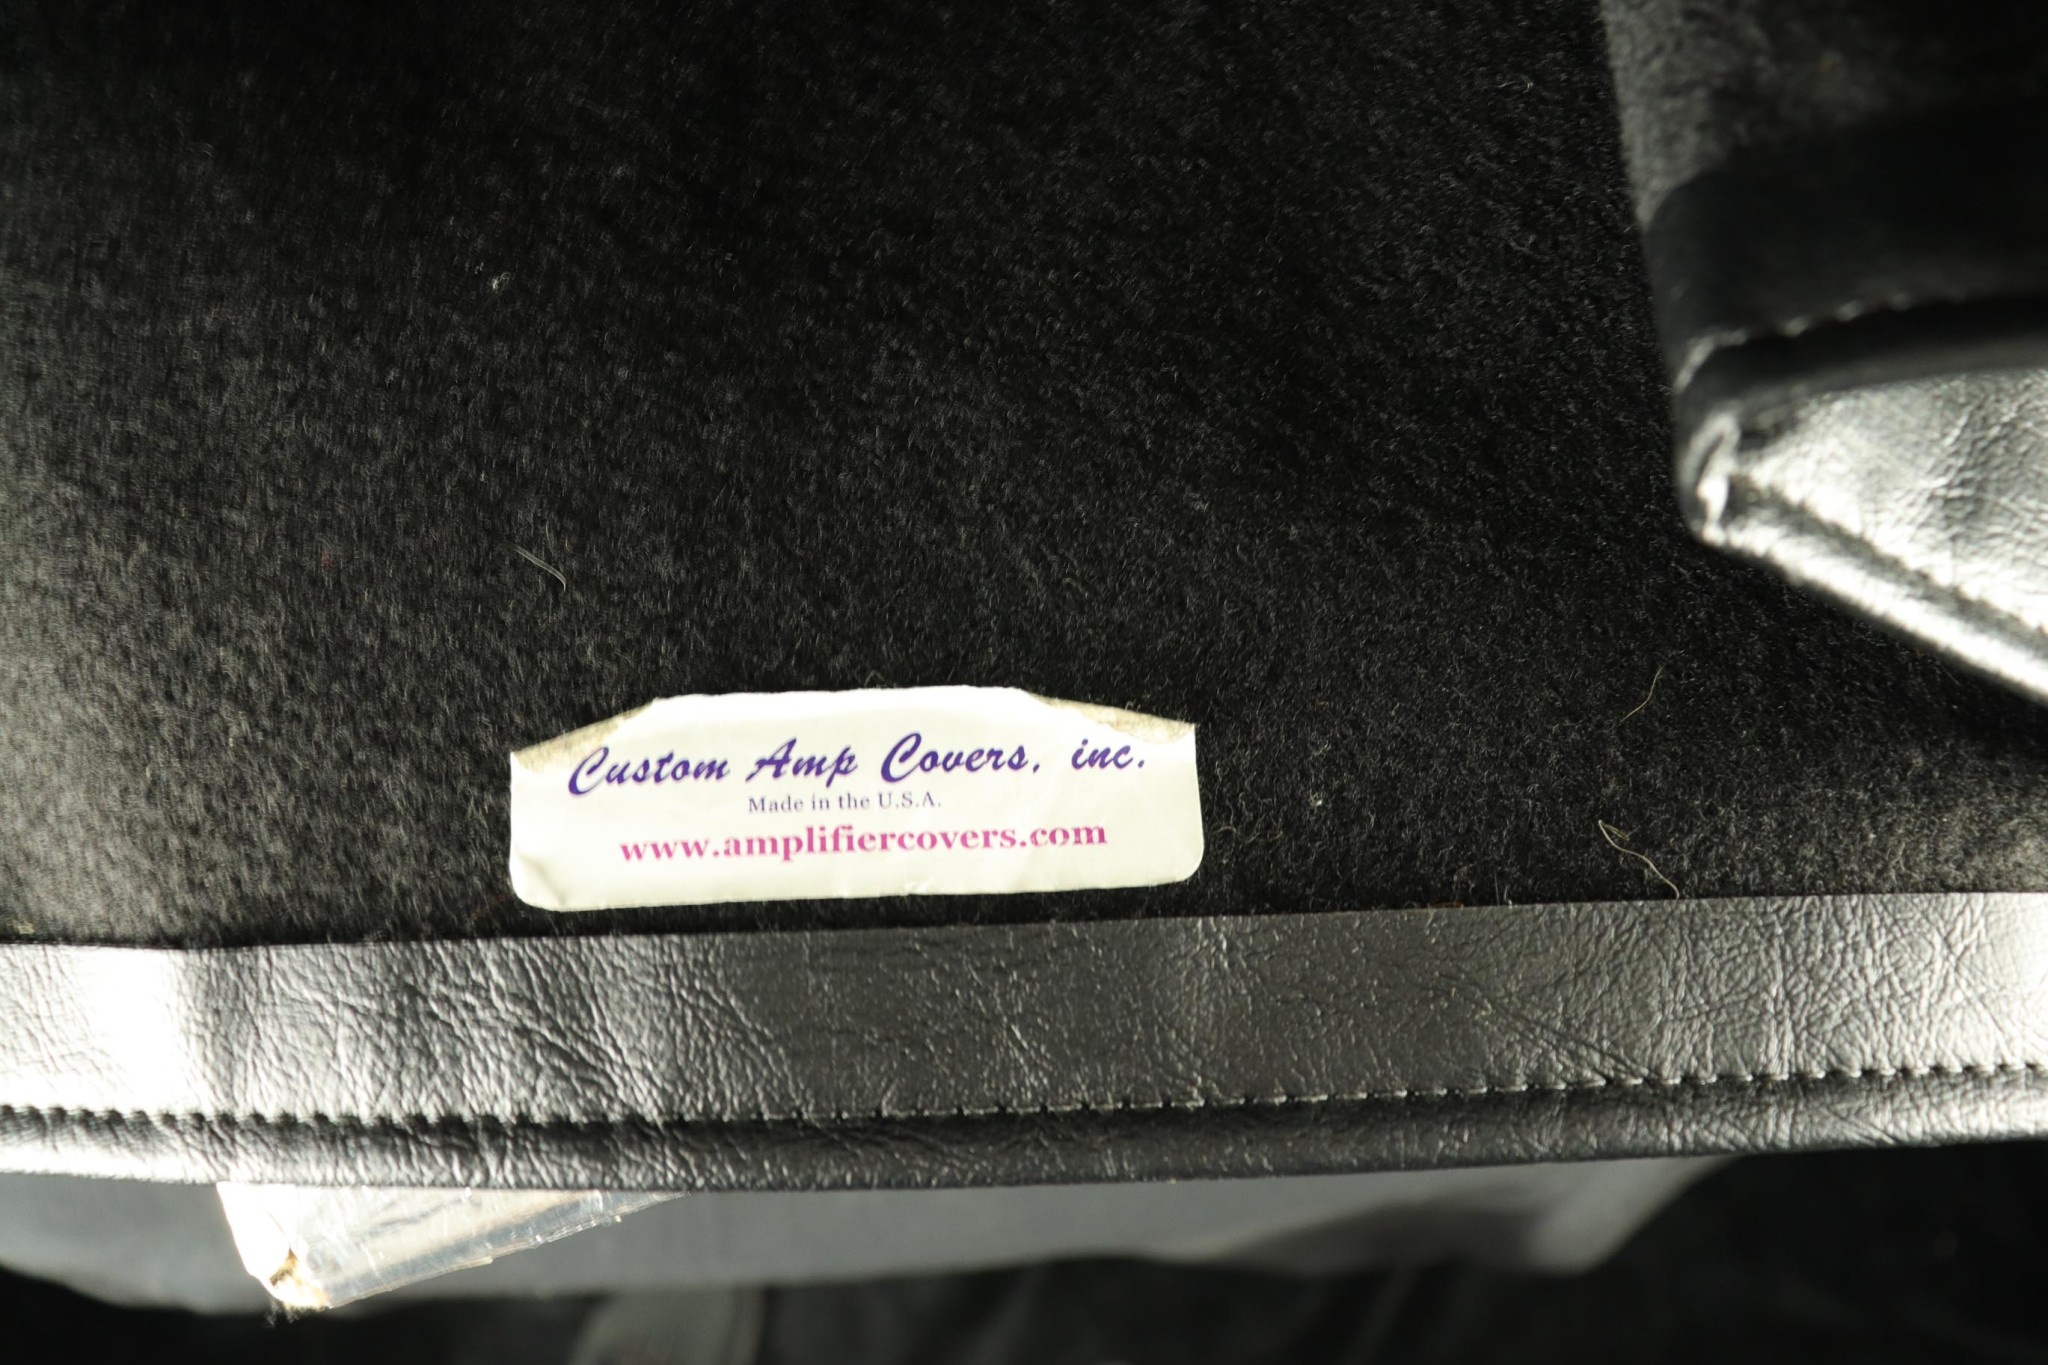 Custom Amp Covers, inc.
Made in the U.S.A.
www.amplifiercovers.com